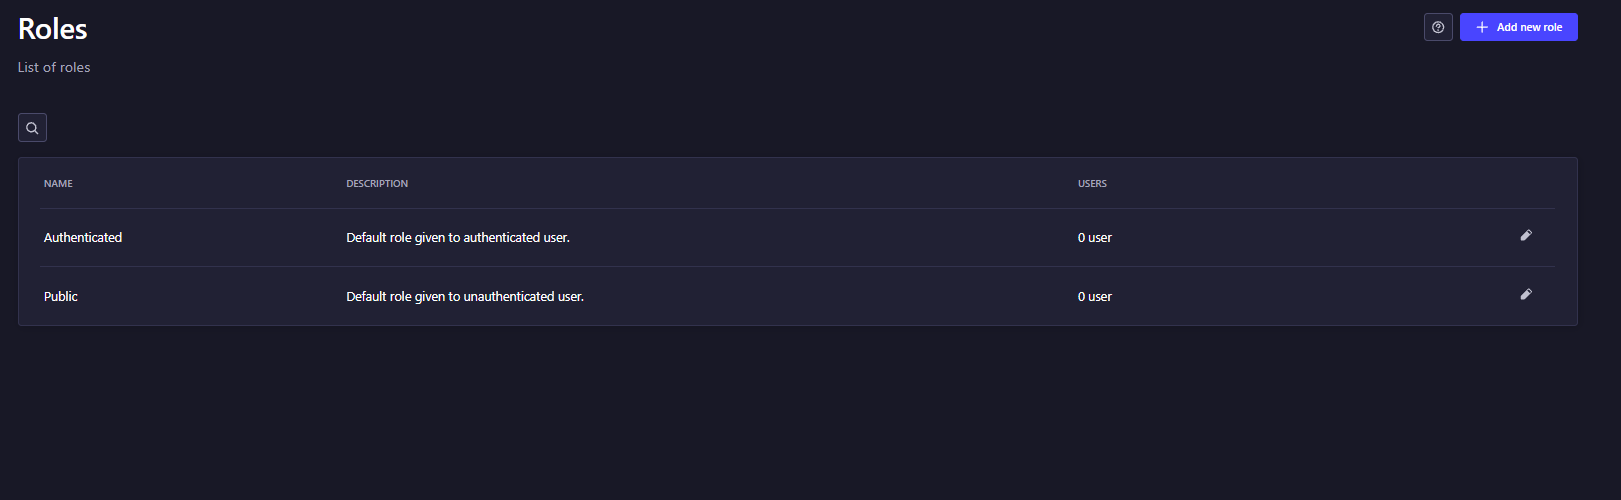 Roles
Add new role
List of roles
NAME DESCRIPTION USERS
Authenticated Default role given to authenticated user. 0 user
Public Default role given to unauthenticated user. 0 user